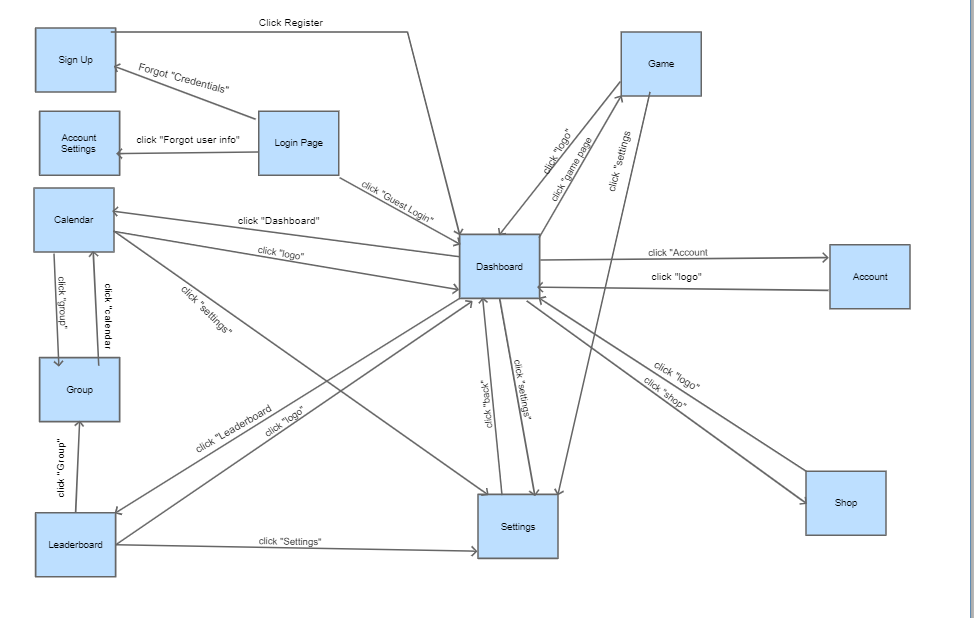 Click Register
Sign Up
Game
Forgot "Credentials"
Account
Settings
click "Forgot user info"
Login Page
click "logo"
click "game page
click "settings
click "Guest Login"
Calendar
click "Dashboard"
click "logo"
Dashboard
click "Account
click "logo"
Account
click "group"
click "calendar
click "settings"
Group
click "Leaderboard
click "logo"
click "back"
click "settings"
click "logo"
click "shop"
click "Group"
Leaderboard
click "Settings"
Settings
Shop